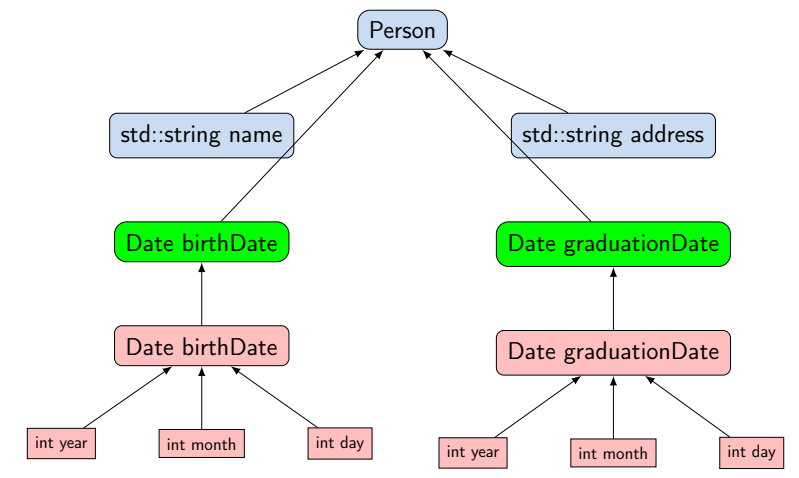 Person
std::string name
std::string address
Date birthDate
Date graduationDate
Date birthDate
Date graduationDate
int year
int month
int day
int year
int month
int day